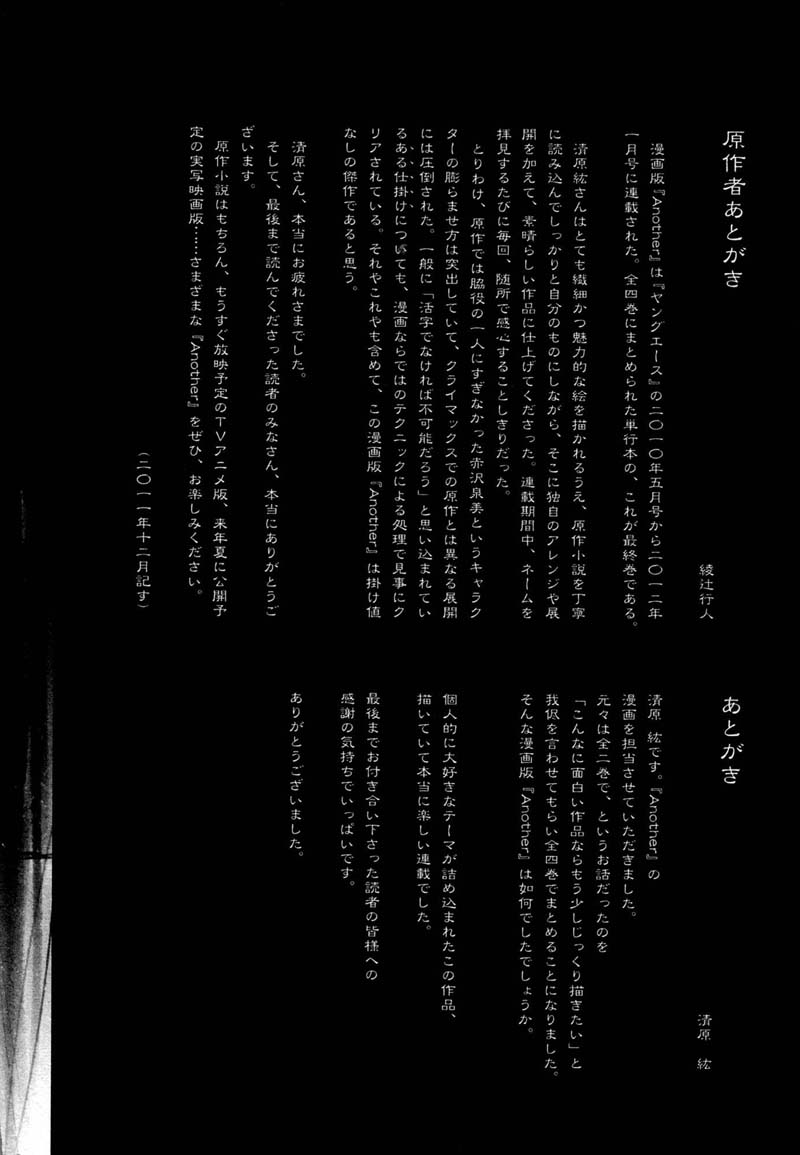 原作者あとがき
綾辻行人
漫画版『Another』は『ヤングエース』の二〇一〇年五月号から二〇一二年
一月号に連載された。全四巻にまとめられた単行本の、これが最終巻である。
清原紘さんはとても繊細かつ魅力的な絵を描かれるうえ、原作小説を丁寧
に読み込んでしっかりと自分のものにしながら、そこに独自のアレンジや展
開を加えて、素晴らしい作品に仕上げてくださった。連載期間中、ネームを
拝見するたびに毎回、随所で感心することしきりだった。
とりわけ、原作では脇役の一人にすぎなかった赤沢泉美というキャラク
ターの膨らませ方は突出していて、クライマックスでの原作とは異なる展開
には圧倒された。一般に「活字でなければ不可能だろう」と思い込まれてい
るある仕掛けについても、漫画ならではのテクニックによる処理で見事にク
リアされている。それやこれやも含めて、この漫画版『Another』は掛け値
なしの傑作であると思う。
清原さん、本当にお疲れさまでした。
そして、最後まで読んでくださった読者のみなさん、本当にありがとうご
ざいます。
原作小説はもちろん、もうすぐ放映予定のTVアニメ版、来年夏に公開予
定の実写映画版……さまざまな『Another』をぜひ、お楽しみください。
（二〇一一年十二月記す）
あとがき
清原 紘
清原 紘です。『Another』の
漫画を担当させていただきました。
元々は全二巻で、というお話だったのを
「こんなに面白い作品ならもう少しじっくり描きたい」と
我侭を言わせてもらい全四巻でまとめることになりました。
そんな漫画版『Another』は如何でしたでしょうか。
個人的に大好きなテーマが詰め込まれたこの作品、
描いていて本当に楽しい連載でした。
最後までお付き合い下さった読者の皆様への
感謝の気持ちでいっぱいです。
ありがとうございました。